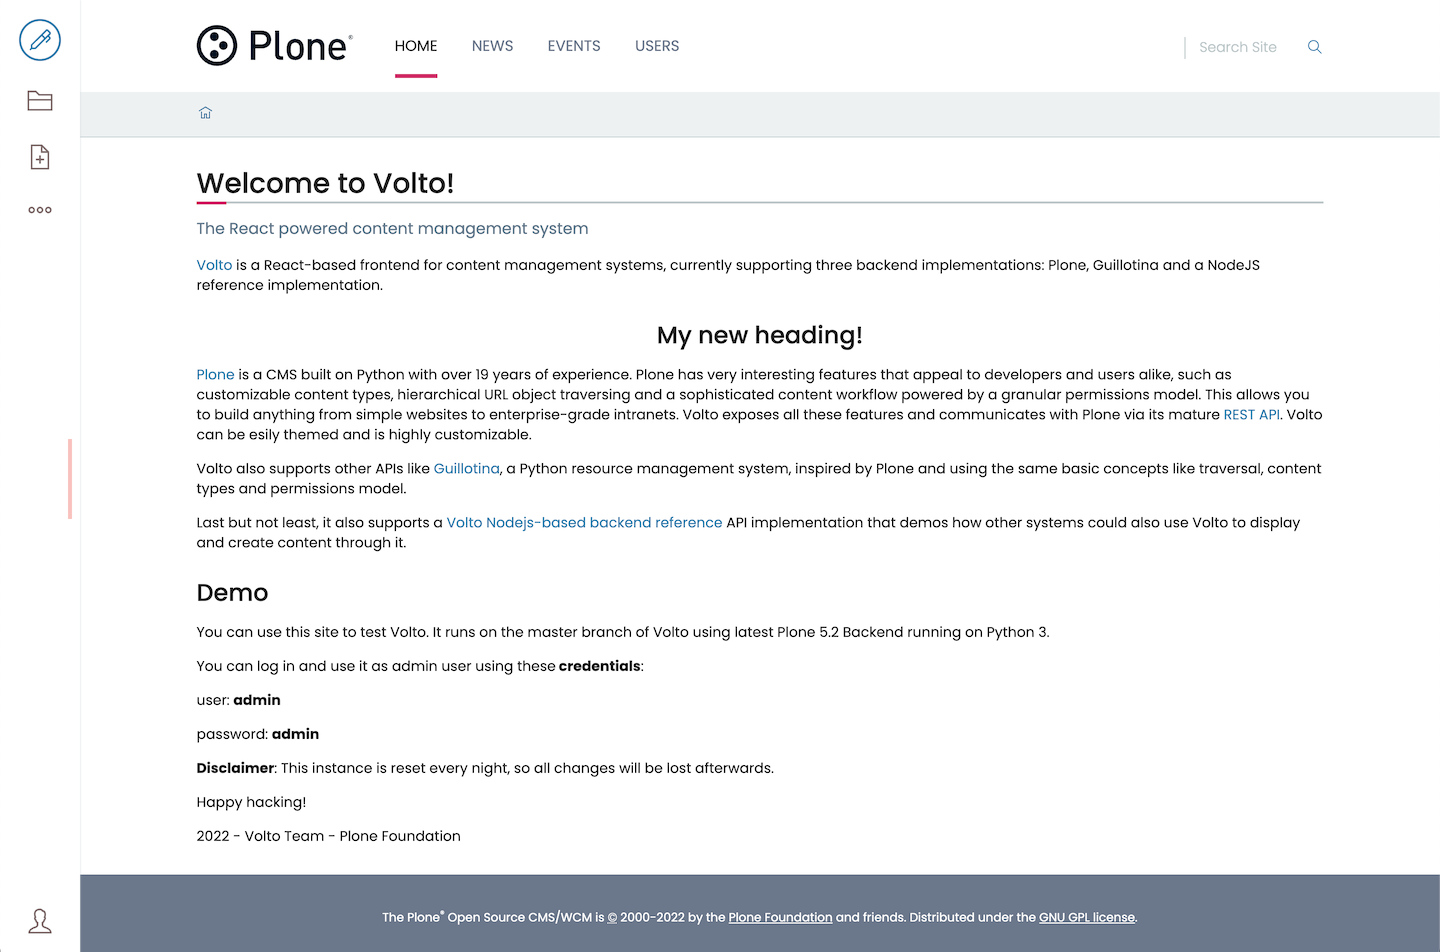 Plone®
HOME
NEWS
EVENTS
USERS
Search Site
Welcome to Volto!
The React powered content management system
Volto is a React-based frontend for content management systems, currently supporting three backend implementations: Plone, Guillotina and a NodeJS
reference implementation.
My new heading!
Plone is a CMS built on Python with over 19 years of experience. Plone has very interesting features that appeal to developers and users alike, such as
customizable content types, hierarchical URL object traversing and a sophisticated content workflow powered by a granular permissions model. This allows you
to build anything from simple websites to enterprise-grade intranets. Volto exposes all these features and communicates with Plone via its mature REST API. Volto
can be esily themed and is highly customizable.
Volto also supports other APIs like Guillotina, a Python resource management system, inspired by Plone and using the same basic concepts like traversal, content
types and permissions model.
Last but not least, it also supports a Volto Nodejs-based backend reference API implementation that demos how other systems could also use Volto to display
and create content through it.
Demo
You can use this site to test Volto. It runs on the master branch of Volto using latest Plone 5.2 Backend running on Python 3.
You can log in and use it as admin user using these credentials:
user: admin
password: admin
Disclaimer: This instance is reset every night, so all changes will be lost afterwards.
Happy hacking!
2022 - Volto Team - Plone Foundation
The Plone® Open Source CMS/WCM is © 2000-2022 by the Plone Foundation and friends. Distributed under the GNU GPL license.